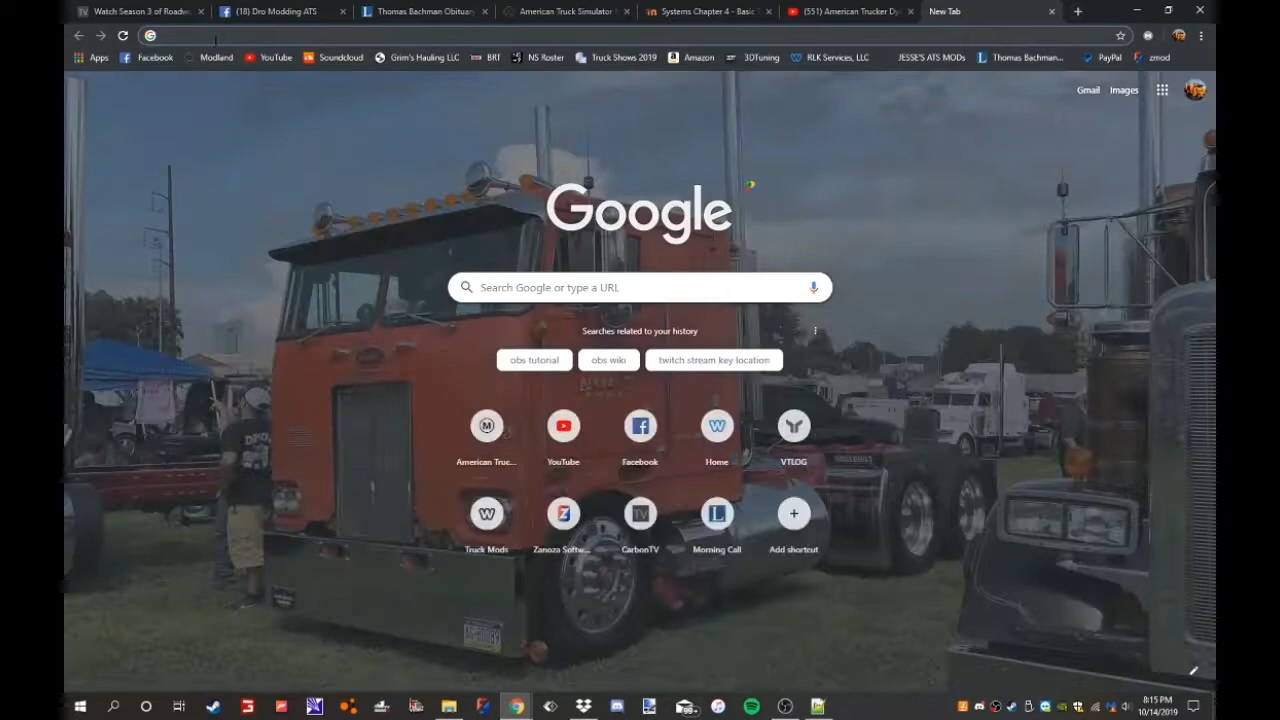 Watch Season 3 of Roadw
(18) Dro Modding ATS
Thomas Bachman Obituary
American Truck Simulator
Systems Chapter 4 - Basic
(551) American Trucker Dy
New Tab
Apps Facebook Modland YouTube Soundcloud Grim's Hauling LLC BRT NS Roster Truck Shows 2019 Amazon 3DTuning RLK Services, LLC JESSE'S ATS MODs Thomas Bachman... PayPal zmod
Gmail Images
Google
Search Google or type a URL
Searches related to your history
obs tutorial obs wiki twitch stream key location
American Truc... YouTube Facebook Home VTLOG
Truck Mods Zanoza Softw... CarbonTV Morning Call Add shortcut
8:15 PM
10/14/2019